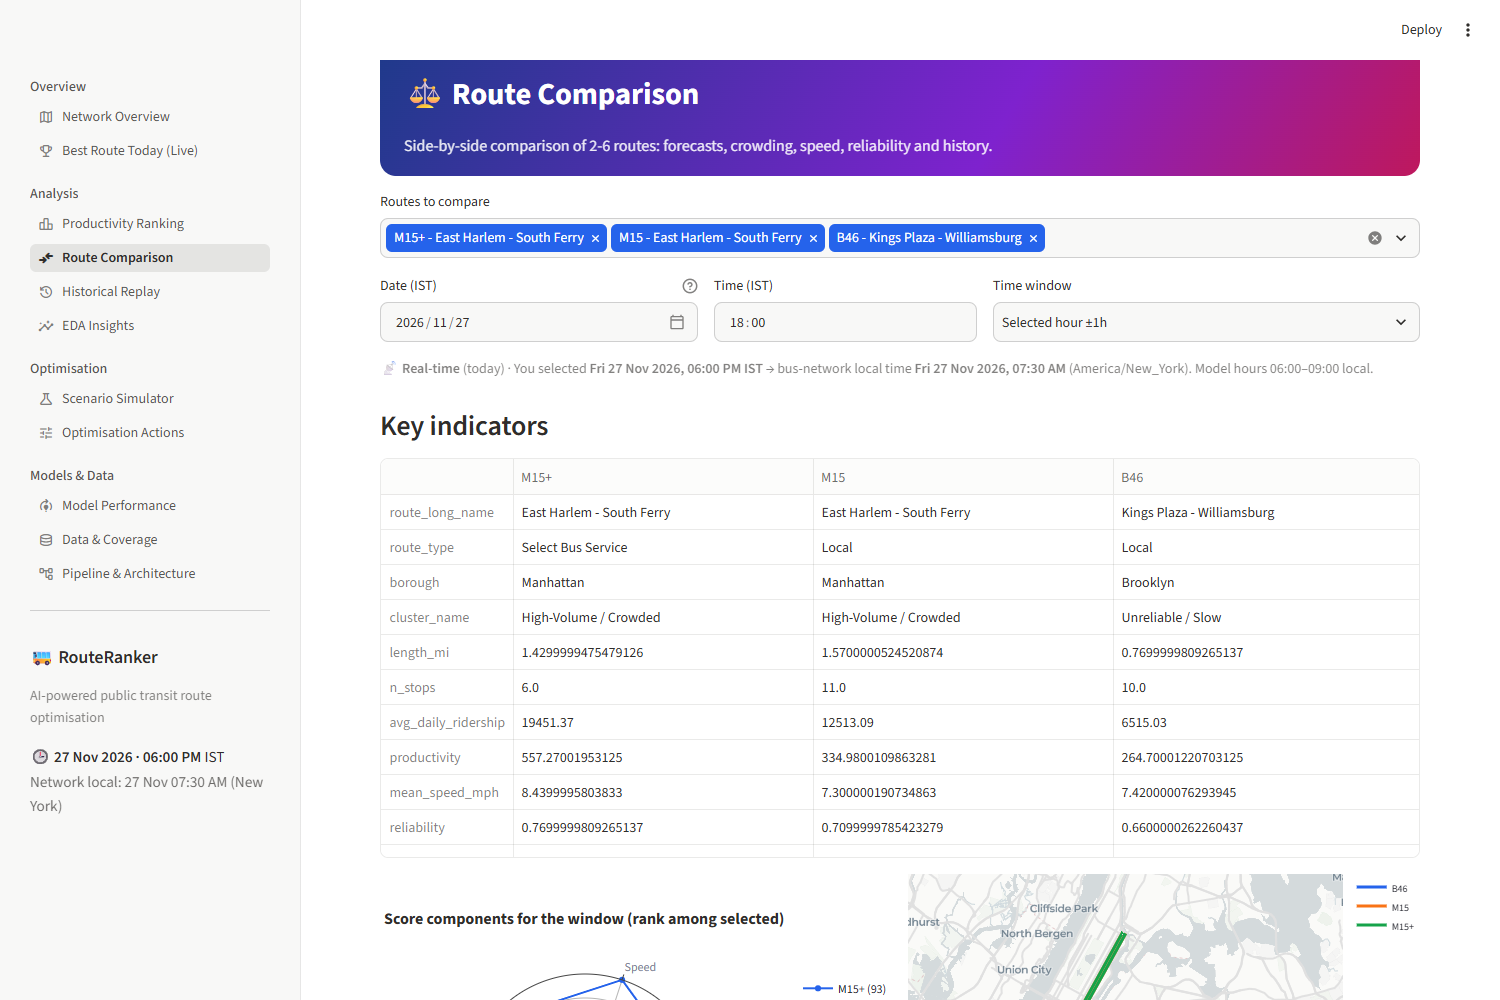 Deploy
Overview
Network Overview
Best Route Today (Live)
Analysis
Productivity Ranking
Route Comparison
Historical Replay
EDA Insights
Optimisation
Scenario Simulator
Optimisation Actions
Models & Data
Model Performance
Data & Coverage
Pipeline & Architecture
RouteRanker
AI-powered public transit route
optimisation
27 Nov 2026 · 06:00 PM IST
Network local: 27 Nov 07:30 AM (New
York)
Route Comparison
Side-by-side comparison of 2-6 routes: forecasts, crowding, speed, reliability and history.
Routes to compare
M15+ - East Harlem - South Ferry M15 - East Harlem - South Ferry B46 - Kings Plaza - Williamsburg
Date (IST) Time (IST) Time window
2026/11/27 18:00 Selected hour ±1h
Real-time (today) · You selected Fri 27 Nov 2026, 06:00 PM IST → bus-network local time Fri 27 Nov 2026, 07:30 AM (America/New_York). Model hours 06:00–09:00 local.
Key indicators
M15+ M15 B46
route_long_name East Harlem - South Ferry East Harlem - South Ferry Kings Plaza - Williamsburg
route_type Select Bus Service Local Local
borough Manhattan Manhattan Brooklyn
cluster_name High-Volume / Crowded High-Volume / Crowded Unreliable / Slow
length_mi 1.4299999475479126 1.5700000524520874 0.7699999809265137
n_stops 6.0 11.0 10.0
avg_daily_ridership 19451.37 12513.09 6515.03
productivity 557.27001953125 334.9800109863281 264.70001220703125
mean_speed_mph 8.4399995803833 7.300000190734863 7.420000076293945
reliability 0.7699999809265137 0.7099999785423279 0.6600000262260437
Score components for the window (rank among selected)
Speed
M15+ (93)
Cliffside Park
dhurst
North Bergen
Union City
B46
M15
M15+